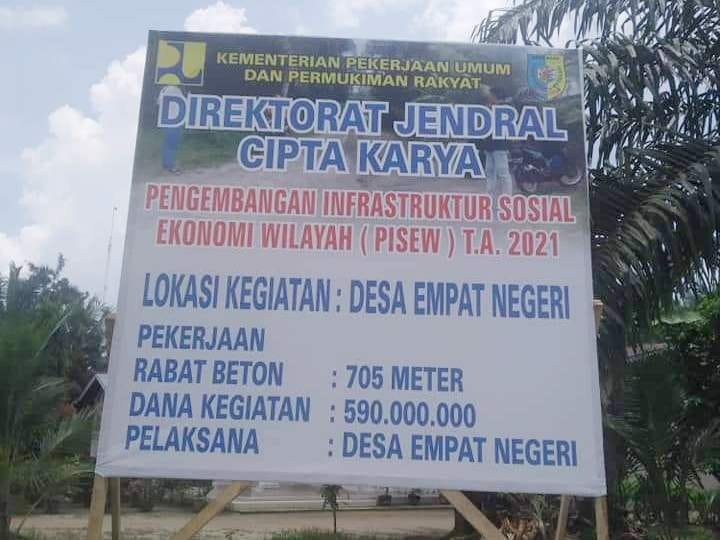 KEMENTERIAN PEKERJAAN UMUM
DAN PERMUKIMAN RAKYAT
DIREKTORAT JENDRAL
CIPTA KARYA
PENGEMBANGAN INFRASTRUKTUR SOSIAL
EKONOMI WILAYAH ( PISEW ) T.A. 2021
LOKASI KEGIATAN : DESA EMPAT NEGERI
PEKERJAAN
RABAT BETON : 705 METER
DANA KEGIATAN : 590.000.000
PELAKSANA : DESA EMPAT NEGERI